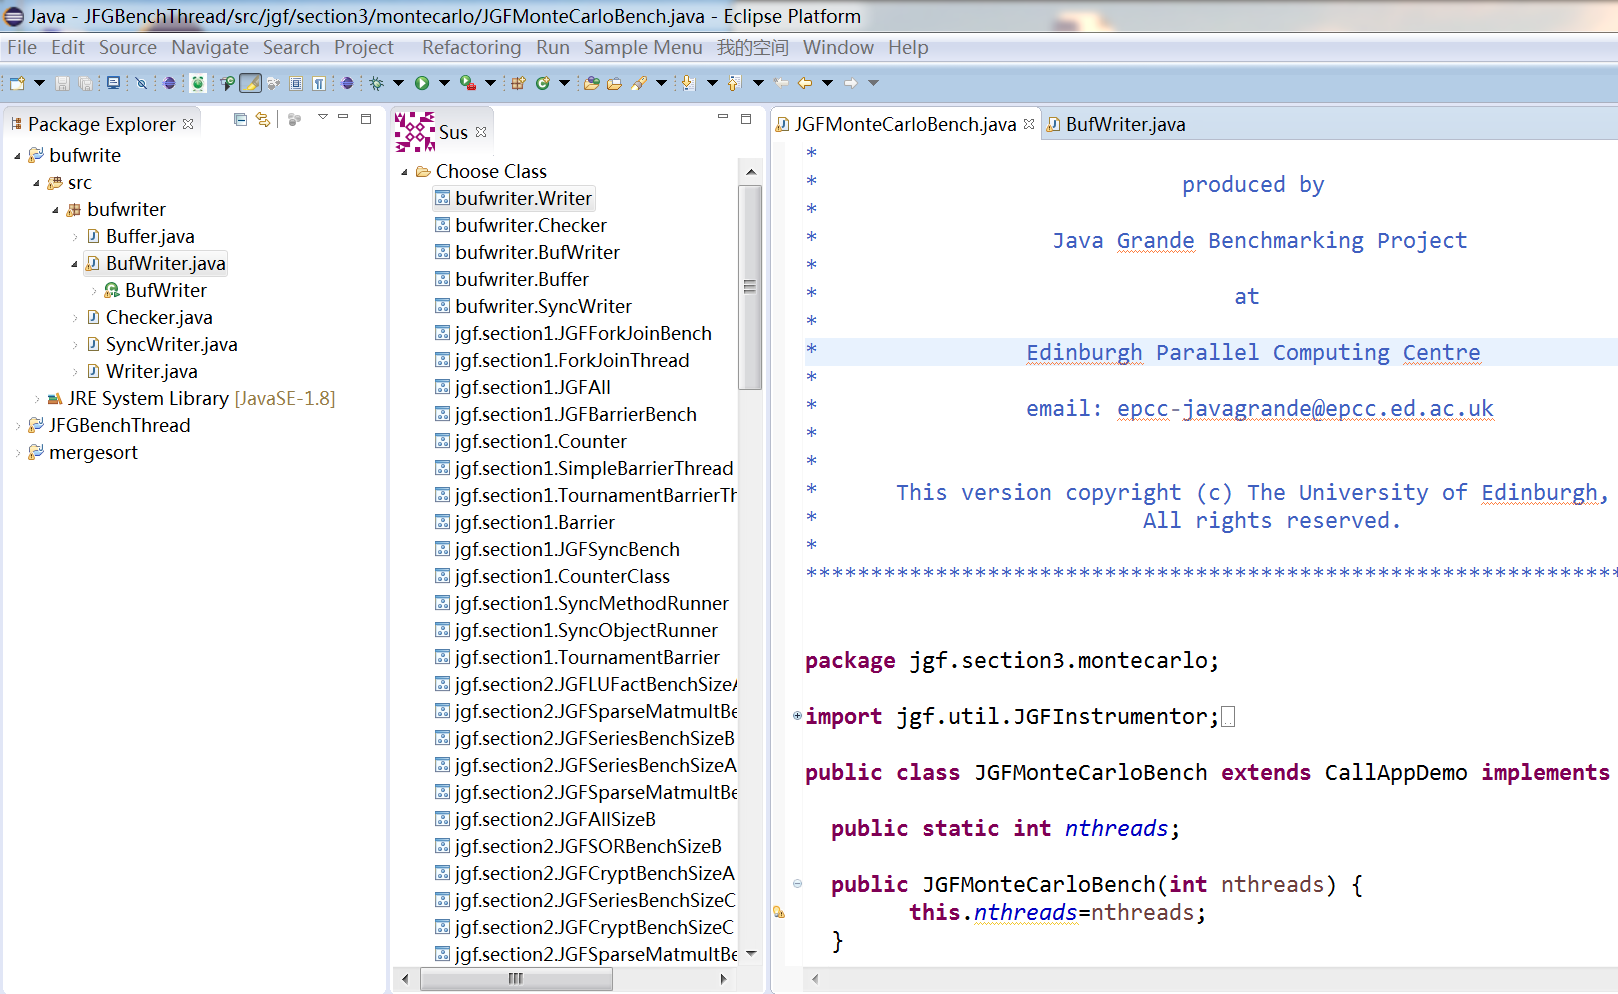 Java - JFGBenchThread/src/jgf/section3/montecarlo/JGFMonteCarloBench.java - Eclipse Platform
File Edit Source Navigate Search Project Refactoring Run Sample Menu 我的空间 Window Help
Package Explorer
bufwrite
src
bufwriter
Buffer.java
BufWriter.java
BufWriter
Checker.java
SyncWriter.java
Writer.java
JRE System Library [JavaSE-1.8]
JFGBenchThread
mergesort
Sus
Choose Class
bufwriter.Writer
bufwriter.Checker
bufwriter.BufWriter
bufwriter.Buffer
bufwriter.SyncWriter
jgf.section1.JGFForkJoinBench
jgf.section1.ForkJoinThread
jgf.section1.JGFAll
jgf.section1.JGFBarrierBench
jgf.section1.Counter
jgf.section1.SimpleBarrierThread
jgf.section1.TournamentBarrierTh
jgf.section1.Barrier
jgf.section1.JGFSyncBench
jgf.section1.CounterClass
jgf.section1.SyncMethodRunner
jgf.section1.SyncObjectRunner
jgf.section1.TournamentBarrier
jgf.section2.JGFLUFactBenchSizeA
jgf.section2.JGFSparseMatmultBe
jgf.section2.JGFSeriesBenchSizeB
jgf.section2.JGFSeriesBenchSizeA
jgf.section2.JGFSparseMatmultBe
jgf.section2.JGFAllSizeB
jgf.section2.JGFSORBenchSizeB
jgf.section2.JGFCryptBenchSizeA
jgf.section2.JGFSeriesBenchSizeC
jgf.section2.JGFCryptBenchSizeC
jgf.section2.JGFSparseMatmultBe
JGFMonteCarloBench.java BufWriter.java
*
* produced by
*
* Java Grande Benchmarking Project
*
* at
*
* Edinburgh Parallel Computing Centre
*
* email: epcc-javagrande@epcc.ed.ac.uk
*
*
* This version copyright (c) The University of Edinburgh,
* All rights reserved.
*
***************************************************************
package jgf.section3.montecarlo;
import jgf.util.JGFInstrumentor;
public class JGFMonteCarloBench extends CallAppDemo implements
public static int nthreads;
public JGFMonteCarloBench(int nthreads) {
this.nthreads=nthreads;
}